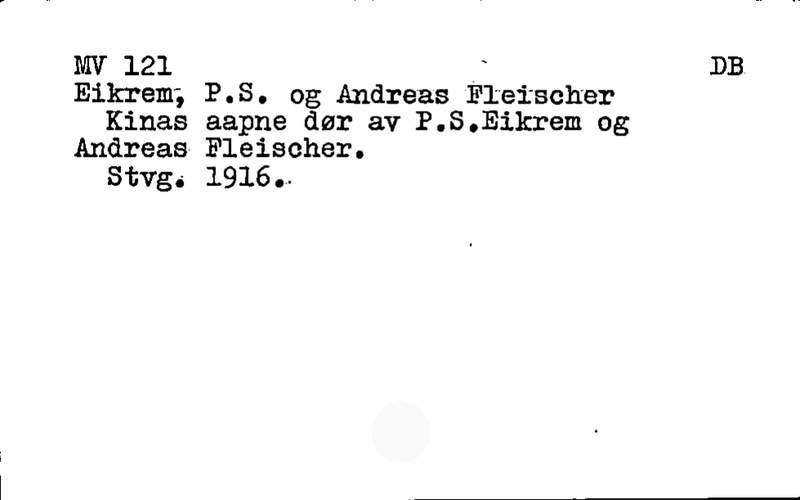 MV 121 DB
Eikrem, P.S. og Andreas Fleischer
Kinas aapne dør av P.S.Eikrem og
Andreas Fleischer.
Stvg. 1916.